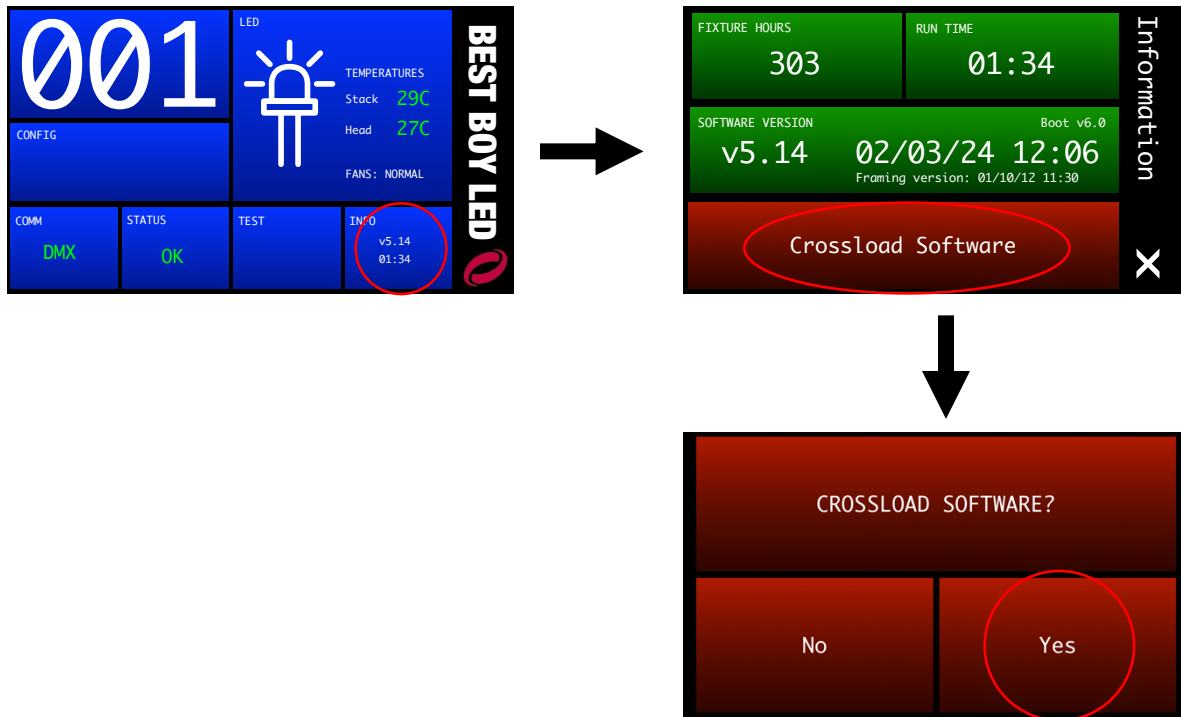 001
LED
TEMPERATURES
Stack 29C
Head 27C
FANS: NORMAL
CONFIG
COMM
DMX
STATUS
OK
TEST
INFO
v5.14
01:34
BEST BOY LED
FIXTURE HOURS
303
RUN TIME
01:34
SOFTWARE VERSION
Boot v6.0
v5.14 02/03/24 12:06
Framing version: 01/10/12 11:30
Crossload Software
Information
X
CROSSLOAD SOFTWARE?
No
Yes